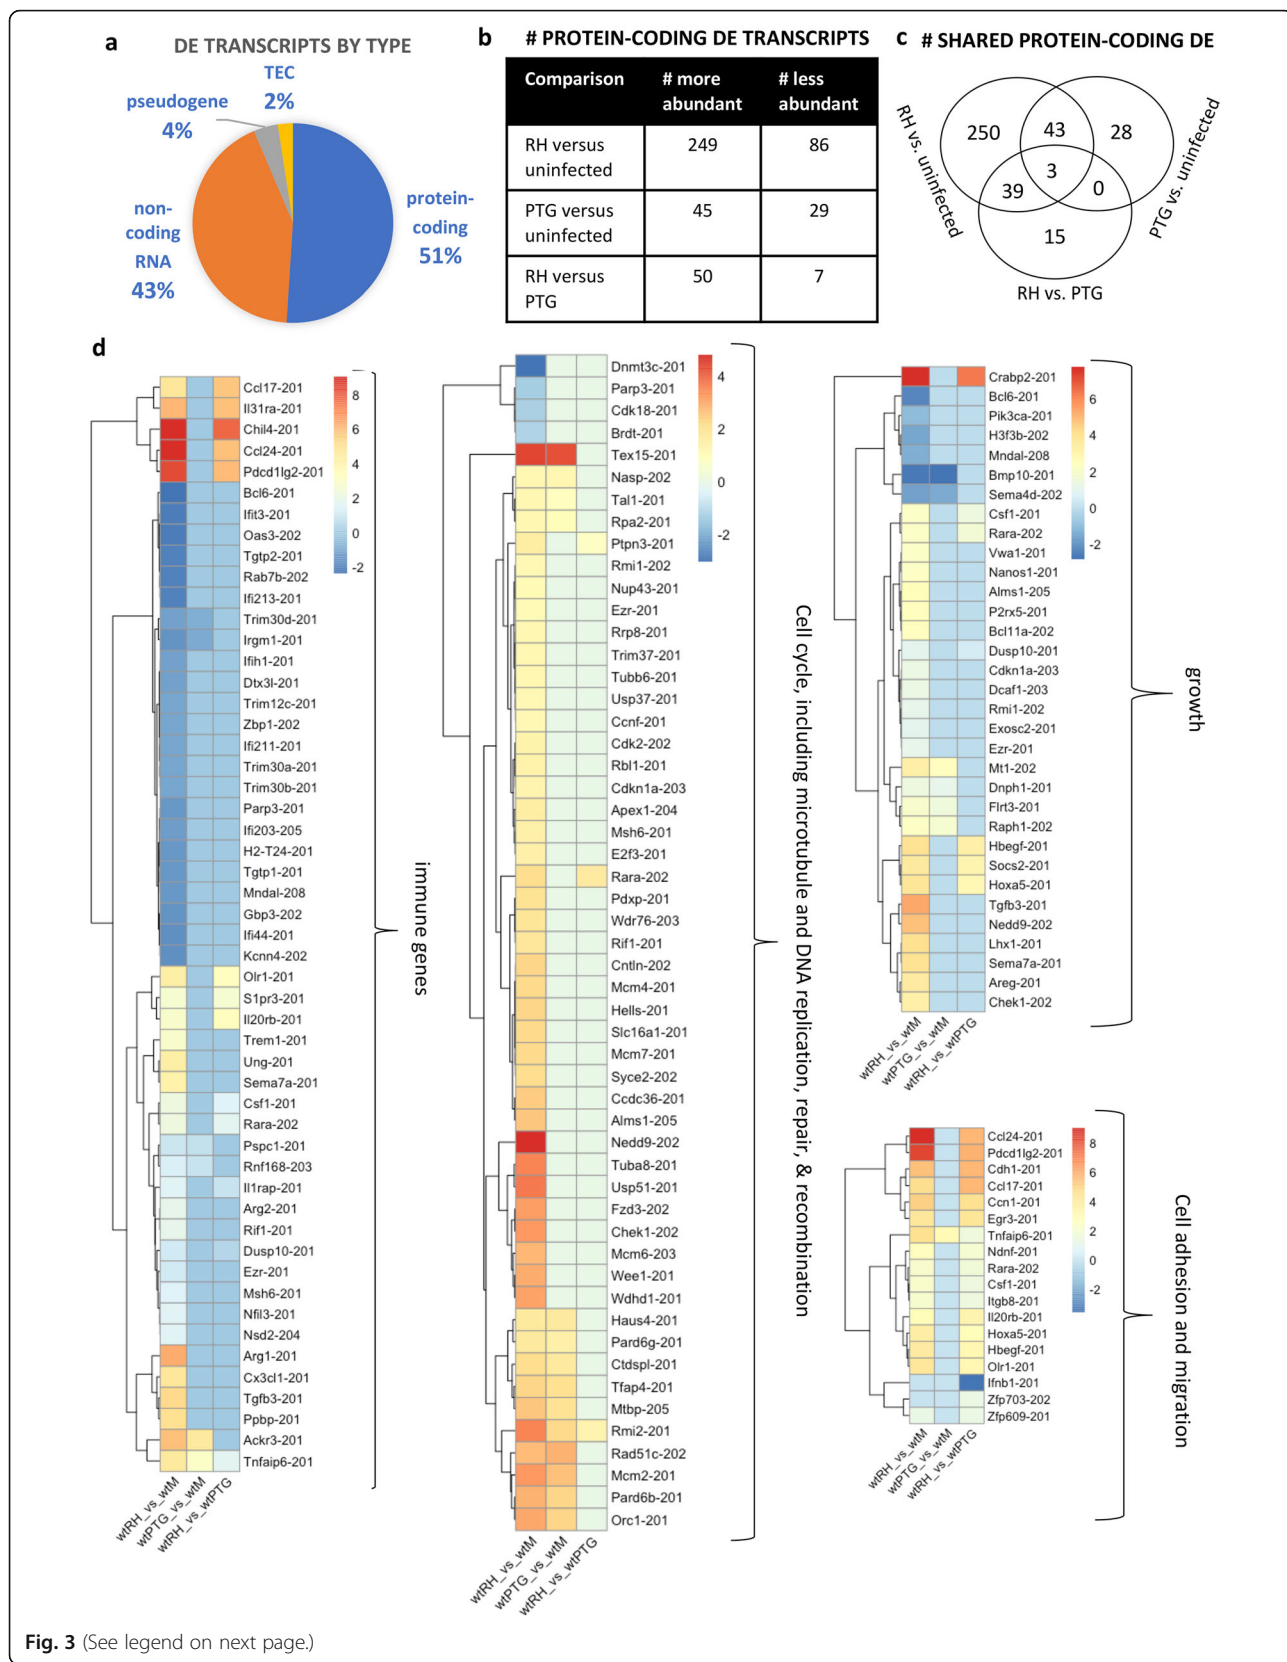 a
DE TRANSCRIPTS BY TYPE
TEC
2%
pseudogene
4%
non-
coding
RNA
43%
protein-
coding
51%
b
# PROTEIN-CODING DE TRANSCRIPTS
Comparison # more abundant # less abundant
RH versus uninfected 249 86
PTG versus uninfected 45 29
RH versus PTG 50 7
c
# SHARED PROTEIN-CODING DE
RH vs. uninfected
PTG vs. uninfected
RH vs. PTG
250
43
28
3
39
0
15
d
Ccl17-201
Il31ra-201
Chil4-201
Ccl24-201
Pdcd1lg2-201
Bcl6-201
Ifit3-201
Oas3-202
Tgtp2-201
Rab7b-202
Ifi213-201
Trim30d-201
Irgm1-201
Ifih1-201
Dtx3l-201
Trim12c-201
Zbp1-202
Ifi211-201
Trim30a-201
Trim30b-201
Parp3-201
Ifi203-205
H2-T24-201
Tgtp1-201
Mndal-208
Gbp3-202
Ifi44-201
Kcnn4-202
Olr1-201
S1pr3-201
Il20rb-201
Trem1-201
Ung-201
Sema7a-201
Csf1-201
Rara-202
Pspc1-201
Rnf168-203
Il1rap-201
Arg2-201
Rif1-201
Dusp10-201
Ezr-201
Msh6-201
Nfil3-201
Nsd2-204
Arg1-201
Cx3cl1-201
Tgfb3-201
Ppbp-201
Ackr3-201
Tnfaip6-201
wtRH_vs_wtM
wtPTG_vs_wtM
wtRH_vs_wtPTG
8
6
4
2
0
-2
immune genes
Dnmt3c-201
Parp3-201
Cdk18-201
Brdt-201
Tex15-201
Nasp-202
Tal1-201
Rpa2-201
Ptpn3-201
Rmi1-202
Nup43-201
Ezr-201
Rrp8-201
Trim37-201
Tubb6-201
Usp37-201
Ccnf-201
Cdk2-202
Rbl1-201
Cdkn1a-203
Apex1-204
Msh6-201
E2f3-201
Rara-202
Pdxp-201
Wdr76-203
Rif1-201
Cntln-202
Mcm4-201
Hells-201
Slc16a1-201
Mcm7-201
Syce2-202
Ccdc36-201
Alms1-205
Nedd9-202
Tuba8-201
Usp51-201
Fzd3-202
Chek1-202
Mcm6-203
Wee1-201
Wdhd1-201
Haus4-201
Pard6g-201
Ctdspl-201
Tfap4-201
Mtbp-205
Rmi2-201
Rad51c-202
Mcm2-201
Pard6b-201
Orc1-201
wtRH_vs_wtM
wtPTG_vs_wtM
wtRH_vs_wtPTG
4
2
0
-2
Cell cycle, including microtubule and DNA replication, repair, & recombination
Crabp2-201
Bcl6-201
Pik3ca-201
H3f3b-202
Mndal-208
Bmp10-201
Sema4d-202
Csf1-201
Rara-202
Vwa1-201
Nanos1-201
Alms1-205
P2rx5-201
Bcl11a-202
Dusp10-201
Cdkn1a-203
Dcaf1-203
Rmi1-202
Exosc2-201
Ezr-201
Mt1-202
Dnph1-201
Flrt3-201
Raph1-202
Hbegf-201
Socs2-201
Hoxa5-201
Tgfb3-201
Nedd9-202
Lhx1-201
Sema7a-201
Areg-201
Chek1-202
wtRH_vs_wtM
wtPTG_vs_wtM
wtRH_vs_wtPTG
6
4
2
0
-2
growth
Ccl24-201
Pdcd1lg2-201
Cdh1-201
Ccl17-201
Ccn1-201
Egr3-201
Tnfaip6-201
Ndnf-201
Rara-202
Csf1-201
Itgb8-201
Il20rb-201
Hoxa5-201
Hbegf-201
Olr1-201
Ifnb1-201
Zfp703-202
Zfp609-201
wtRH_vs_wtM
wtPTG_vs_wtM
wtRH_vs_wtPTG
8
6
4
2
0
-2
Cell adhesion and migration
Fig. 3 (See legend on next page.)